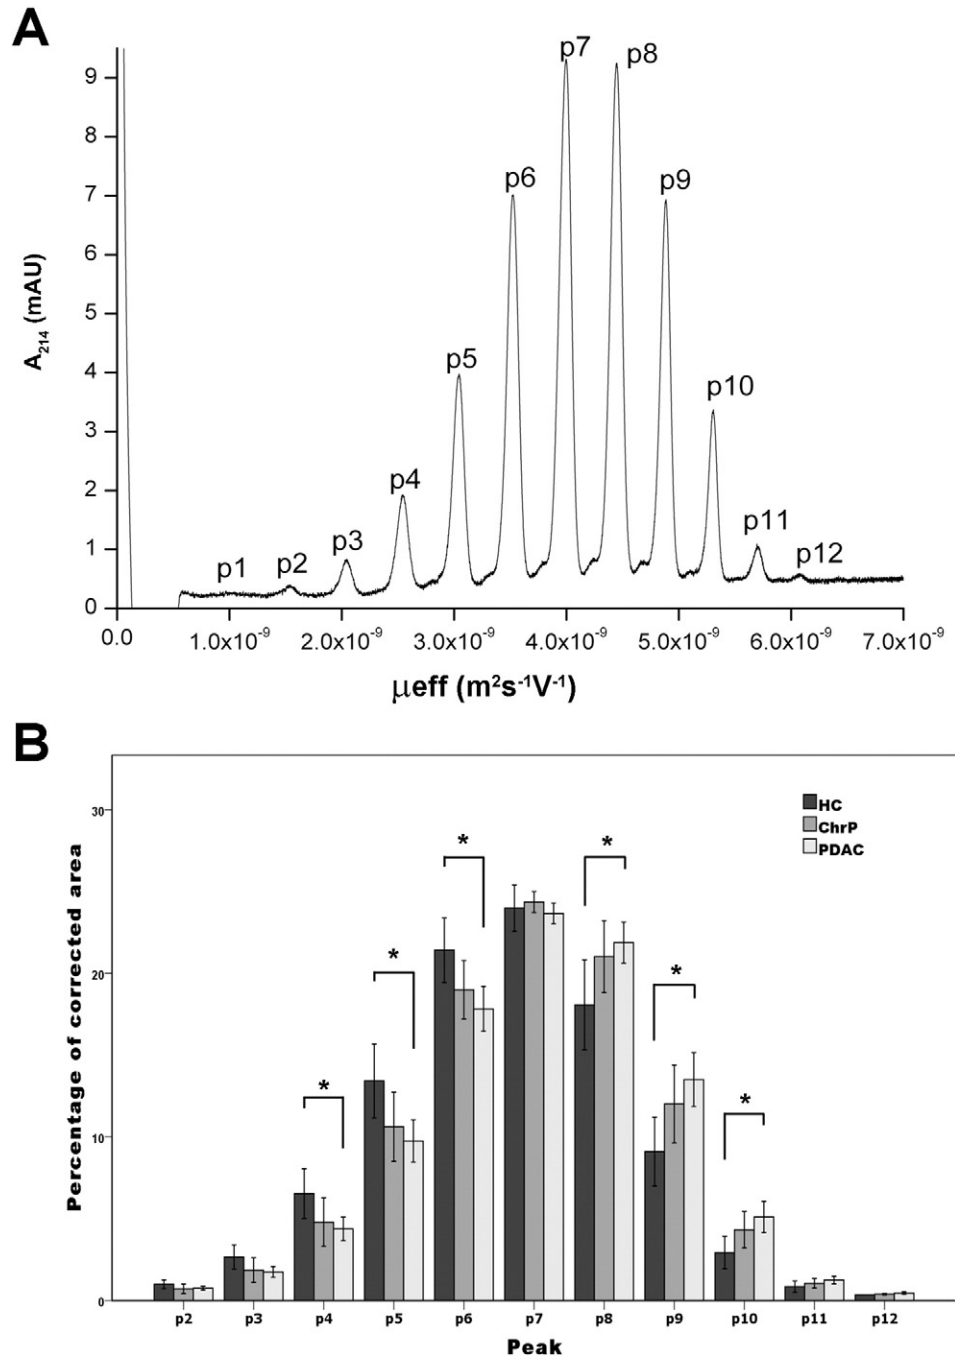 A
p7
p8
9
8
p6
p9
7
6
A₂₁₄ (mAU)
5
p5
p10
4
3
p4
2
p3
p11
p1
p2
p12
1
0
0.0
1.0x10⁻⁹
2.0x10⁻⁹
3.0x10⁻⁹
4.0x10⁻⁹
5.0x10⁻⁹
6.0x10⁻⁹
7.0x10⁻⁹
μeff (m²s⁻¹V⁻¹)
B
Percentage of corrected area
30
20
10
0
HC
ChrP
PDAC
*
*
*
*
*
*
p2
p3
p4
p5
p6
p7
p8
p9
p10
p11
p12
Peak